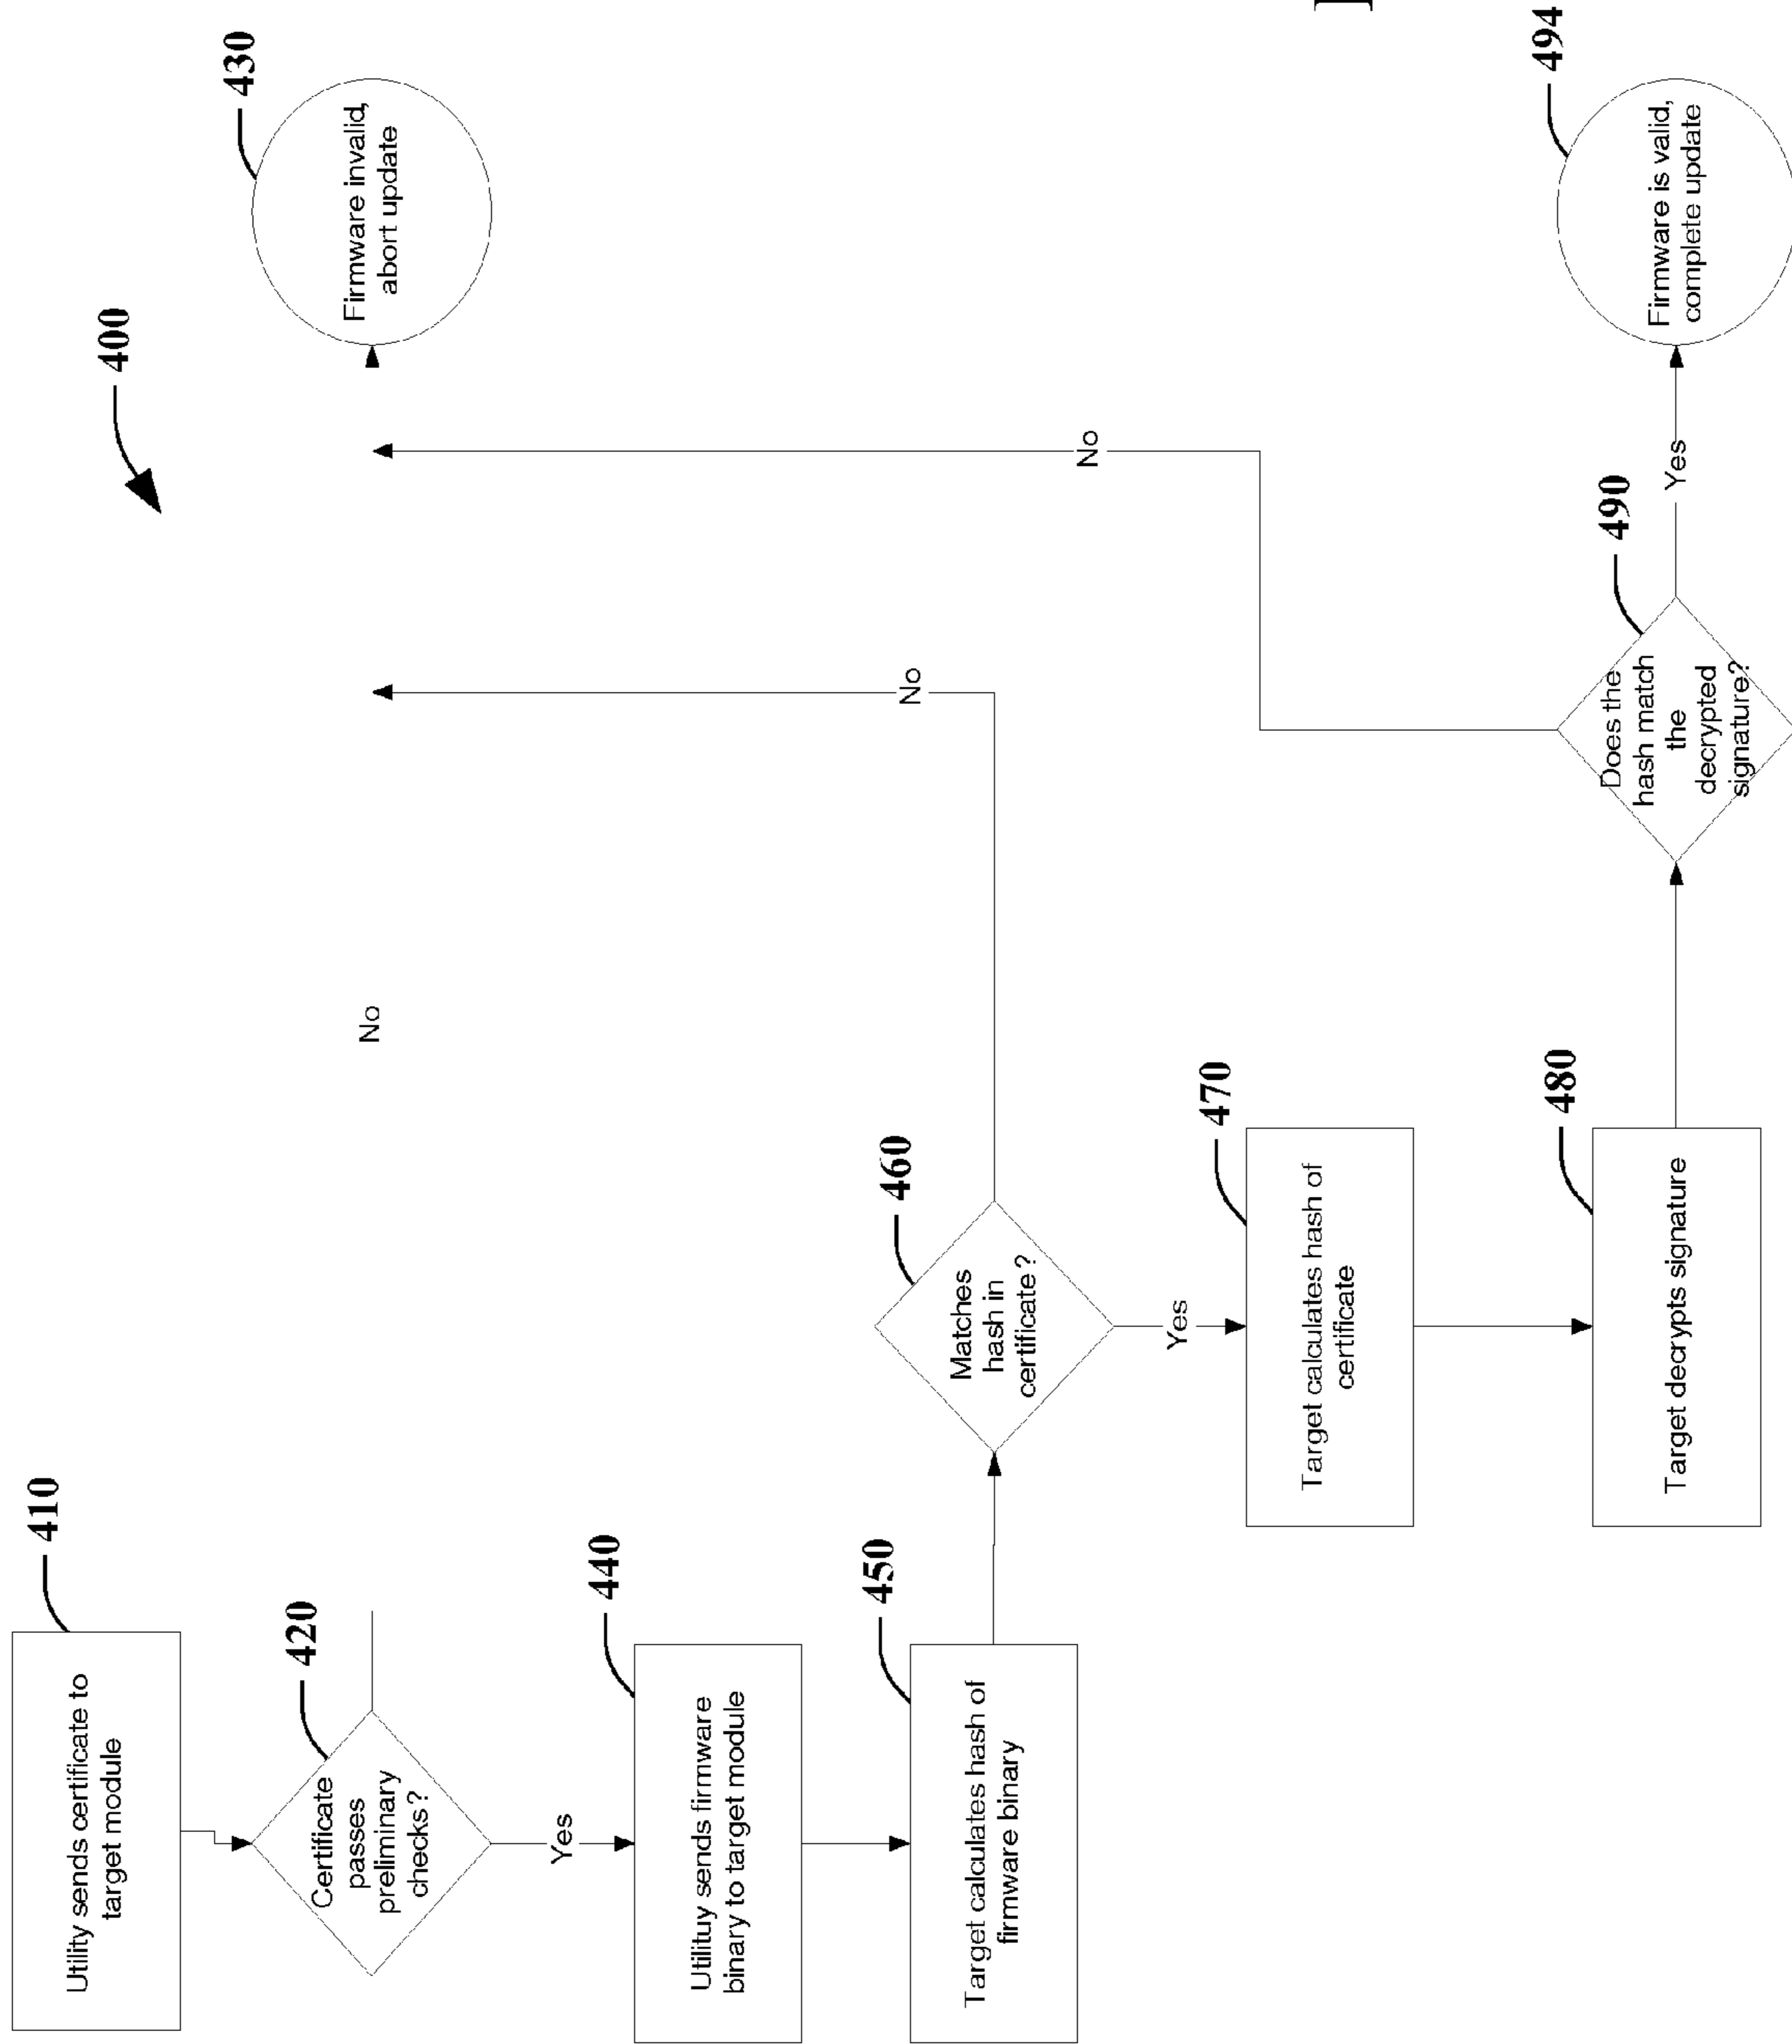 400
410
Utility sends certificate to
target module
420
Certificate
passes
preliminary
checks?
No
430
Firmware invalid,
abort update
Yes
440
Utilituy sends firmware
binary to target module
450
Target calculates hash of
firmware binary
460
Matches
hash in
certificate?
No
Yes
470
Target calculates hash of
certificate
480
Target decrypts signature
490
Does the
hash match
the
decrypted
signature?
No
Yes
494
Firmware is valid,
complete update